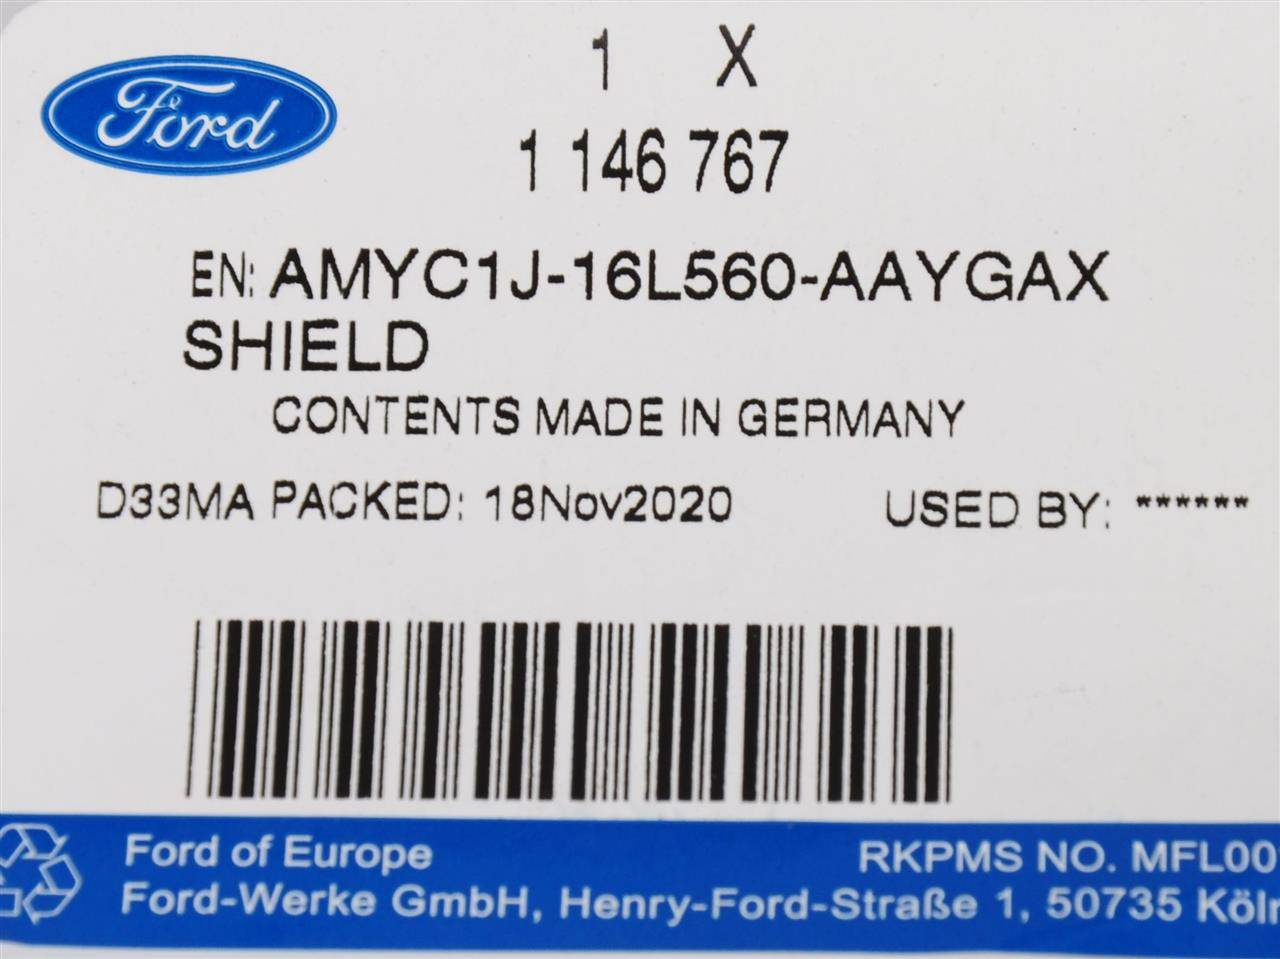 Ford
1 X
1 146 767
EN: AMYC1J-16L560-AAYGAX
SHIELD
CONTENTS MADE IN GERMANY
D33MA PACKED: 18Nov2020 USED BY: ******
Ford of Europe
RKPMS NO. MFL00
Ford-Werke GmbH, Henry-Ford-Straße 1, 50735 Köln